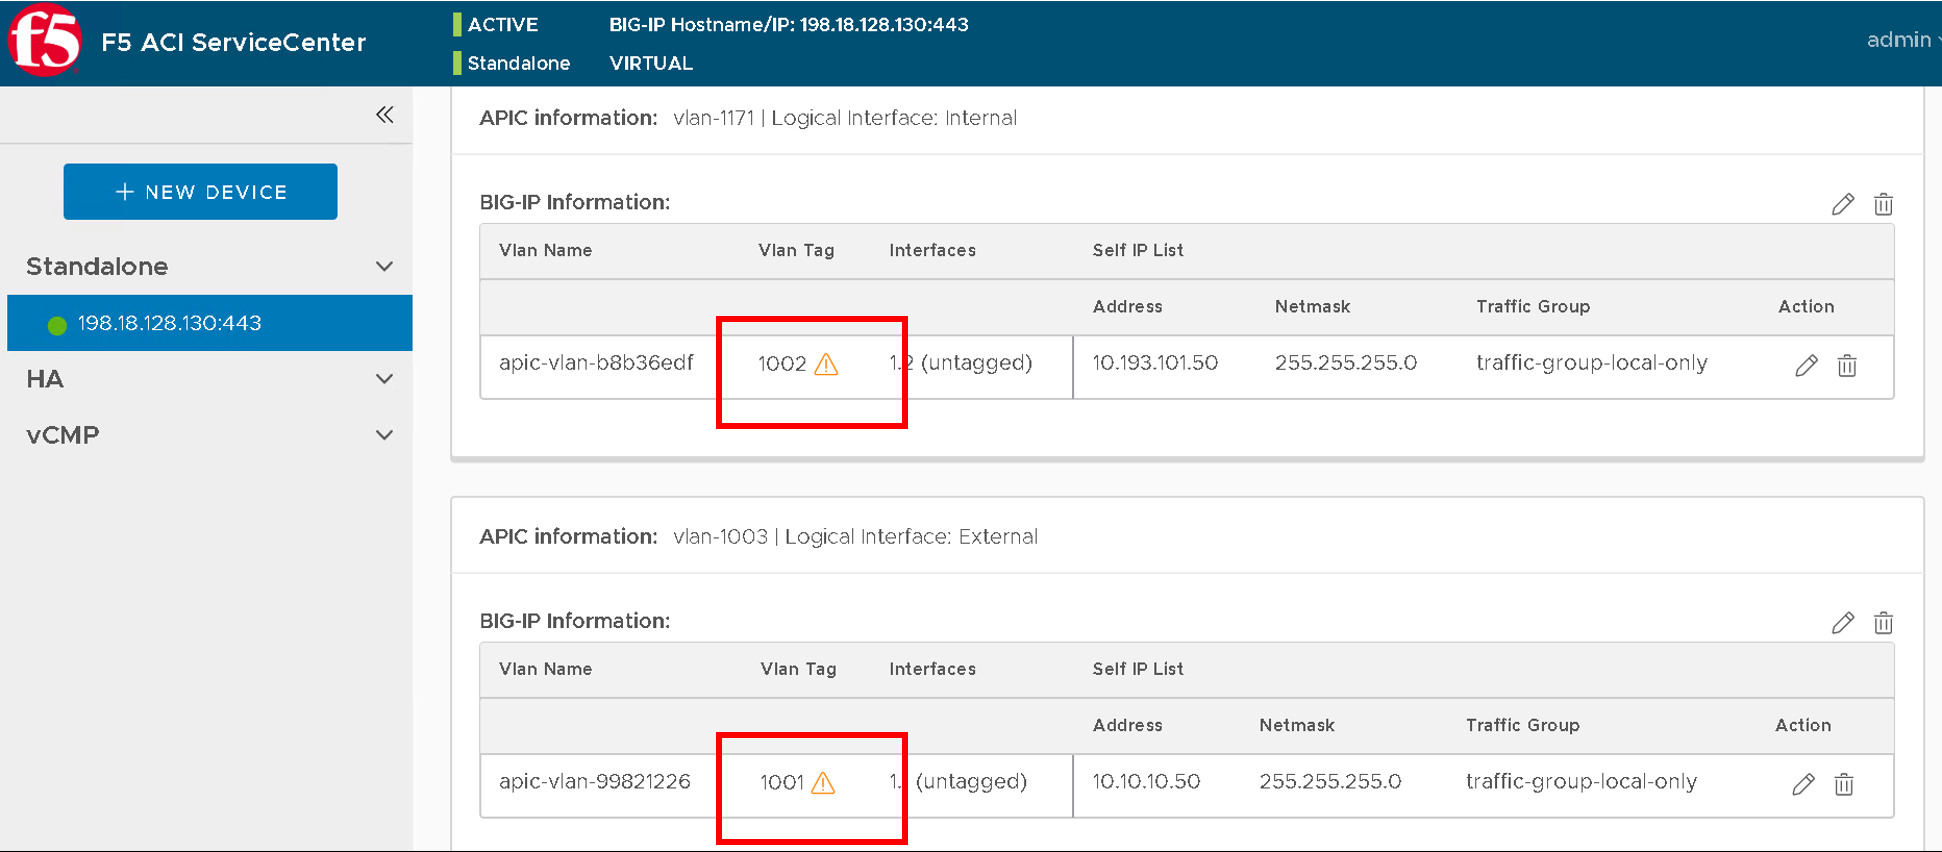 f5
F5 ACI ServiceCenter
ACTIVE
BIG-IP Hostname/IP: 198.18.128.130:443
Standalone
VIRTUAL
admin
+ NEW DEVICE
Standalone
198.18.128.130:443
HA
vCMP
APIC information: vlan-1171 | Logical Interface: Internal
BIG-IP Information:
Vlan Name Vlan Tag Interfaces Self IP List
Address Netmask Traffic Group Action
apic-vlan-b8b36edf 1002 1.2 (untagged) 10.193.101.50 255.255.255.0 traffic-group-local-only
APIC information: vlan-1003 | Logical Interface: External
BIG-IP Information:
Vlan Name Vlan Tag Interfaces Self IP List
Address Netmask Traffic Group Action
apic-vlan-99821226 1001 (untagged) 10.10.10.50 255.255.255.0 traffic-group-local-only